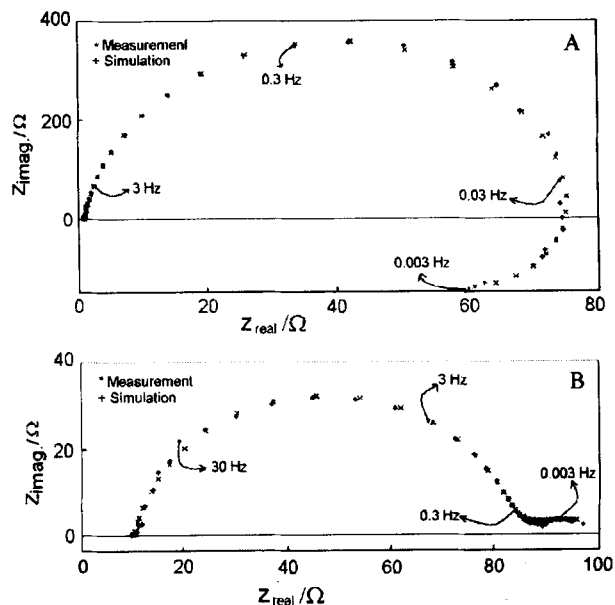 400
* Measurement
+ Simulation
A
0.3 Hz
200
3 Hz
0.03 Hz
0
0.003 Hz
0 20 40 60 75 80
Zimag./Ω
Zreal/Ω
40
* Measurement
+ Simulation
B
3 Hz
20
30 Hz
0.003 Hz
0.3 Hz
0
0 20 40 60 80 100
Zimag./Ω
Zreal/Ω